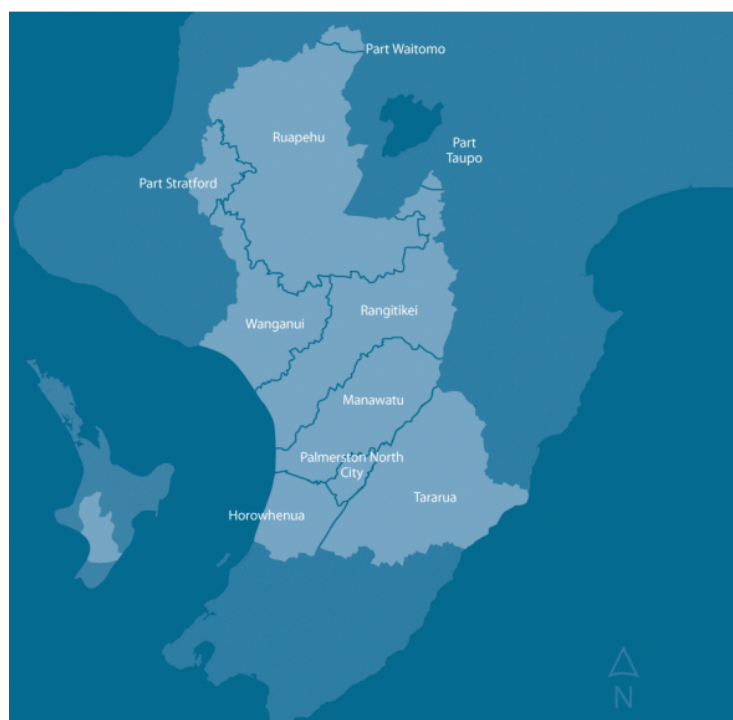 Part Waitomo
Ruapehu
Part
Taupo
Part Stratford
Rangitikei
Wanganui
Manawatu
Palmerston North
City
Tararua
Horowhenua
N